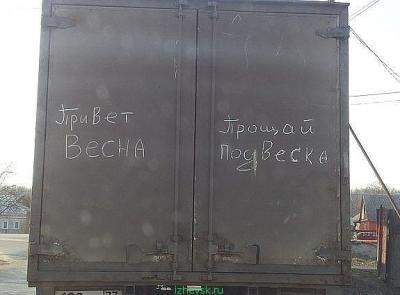 Привет
ВЕСНА
Прощай
подвеска
izhevsk.ru